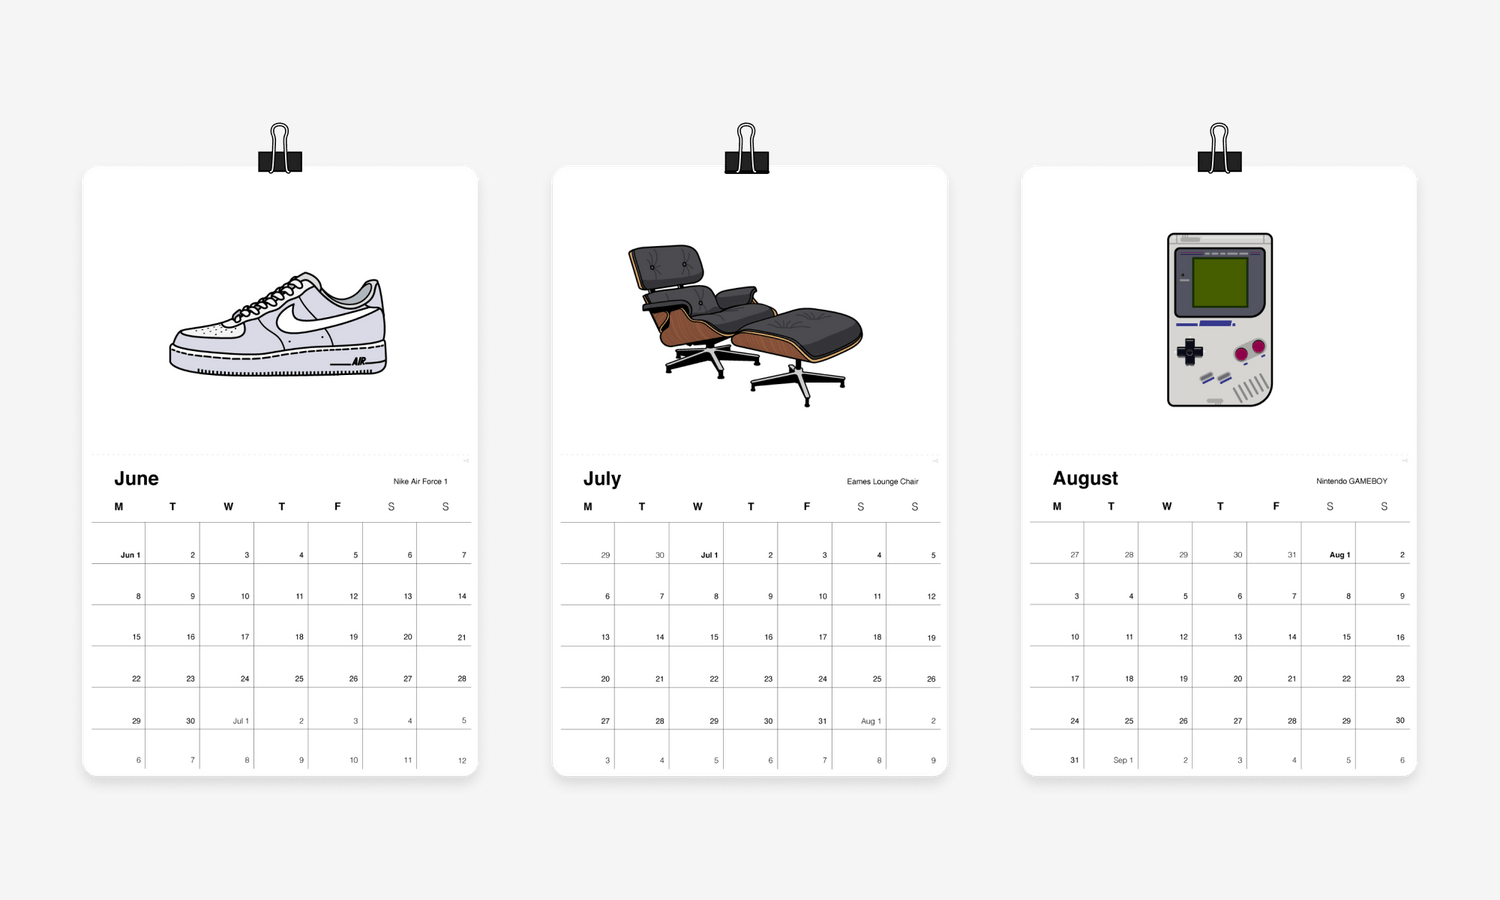 AIR
June
Nike Air Force 1
M T W T F S S
Jun 1 2 3 4 5 6 7
8 9 10 11 12 13 14
15 16 17 18 19 20 21
22 23 24 25 26 27 28
29 30 Jul 1 2 3 4 5
6 7 8 9 10 11 12
July
Eames Lounge Chair
M T W T F S S
29 30 Jul 1 2 3 4 5
6 7 8 9 10 11 12
13 14 15 16 17 18 19
20 21 22 23 24 25 26
27 28 29 30 31 Aug 1 2
3 4 5 6 7 8 9
August
Nintendo GAMEBOY
M T W T F S S
27 28 29 30 31 Aug 1 2
3 4 5 6 7 8 9
10 11 12 13 14 15 16
17 18 19 20 21 22 23
24 25 26 27 28 29 30
31 Sep 1 2 3 4 5 6